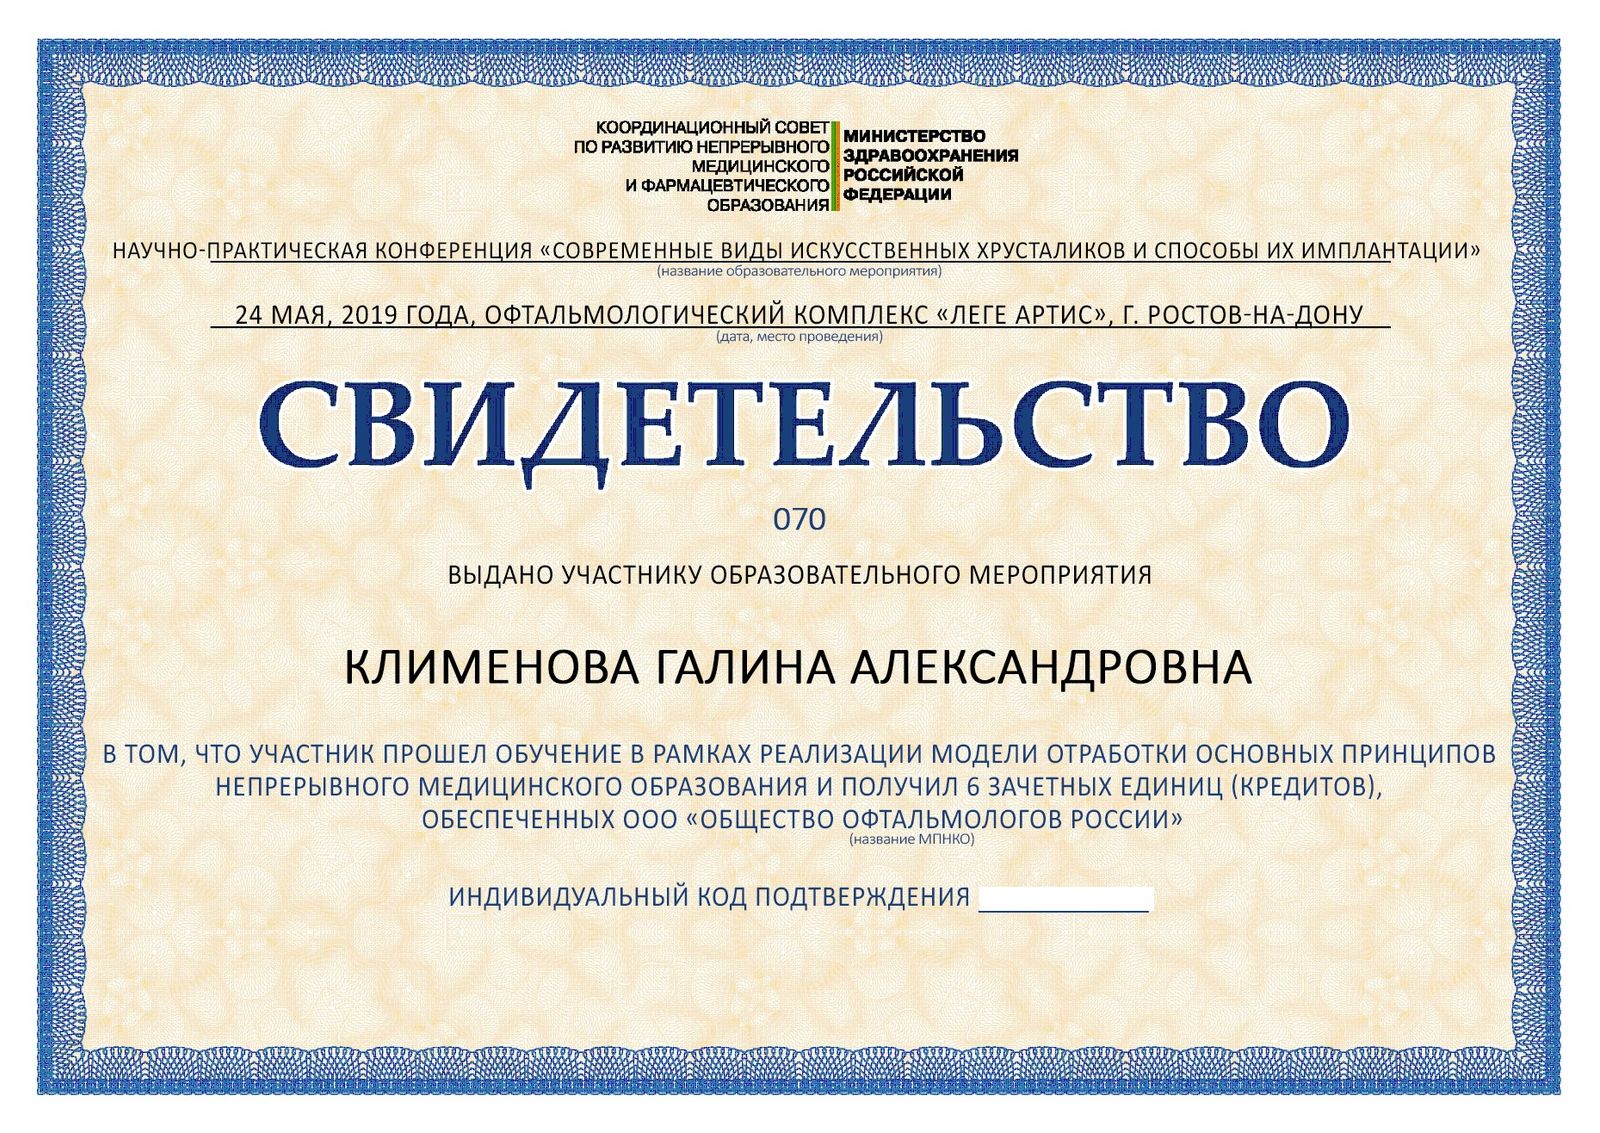 КООРДИНАЦИОННЫЙ СОВЕТ
ПО РАЗВИТИЮ НЕПРЕРЫВНОГО
МЕДИЦИНСКОГО
И ФАРМАЦЕВТИЧЕСКОГО
ОБРАЗОВАНИЯ
МИНИСТЕРСТВО
ЗДРАВООХРАНЕНИЯ
РОССИЙСКОЙ
ФЕДЕРАЦИИ
НАУЧНО-ПРАКТИЧЕСКАЯ КОНФЕРЕНЦИЯ «СОВРЕМЕННЫЕ ВИДЫ ИСКУССТВЕННЫХ ХРУСТАЛИКОВ И СПОСОБЫ ИХ ИМПЛАНТАЦИИ»
(название образовательного мероприятия)
24 МАЯ, 2019 ГОДА, ОФТАЛЬМОЛОГИЧЕСКИЙ КОМПЛЕКС «ЛЕГЕ АРТИС», Г. РОСТОВ-НА-ДОНУ
(дата, место проведения)
СВИДЕТЕЛЬСТВО
070
ВЫДАНО УЧАСТНИКУ ОБРАЗОВАТЕЛЬНОГО МЕРОПРИЯТИЯ
КЛИМЕНОВА ГАЛИНА АЛЕКСАНДРОВНА
В ТОМ, ЧТО УЧАСТНИК ПРОШЕЛ ОБУЧЕНИЕ В РАМКАХ РЕАЛИЗАЦИИ МОДЕЛИ ОТРАБОТКИ ОСНОВНЫХ ПРИНЦИПОВ
НЕПРЕРЫВНОГО МЕДИЦИНСКОГО ОБРАЗОВАНИЯ И ПОЛУЧИЛ 6 ЗАЧЕТНЫХ ЕДИНИЦ (КРЕДИТОВ),
ОБЕСПЕЧЕННЫХ ООО «ОБЩЕСТВО ОФТАЛЬМОЛОГОВ РОССИИ»
(название МПНКО)
ИНДИВИДУАЛЬНЫЙ КОД ПОДТВЕРЖДЕНИЯ